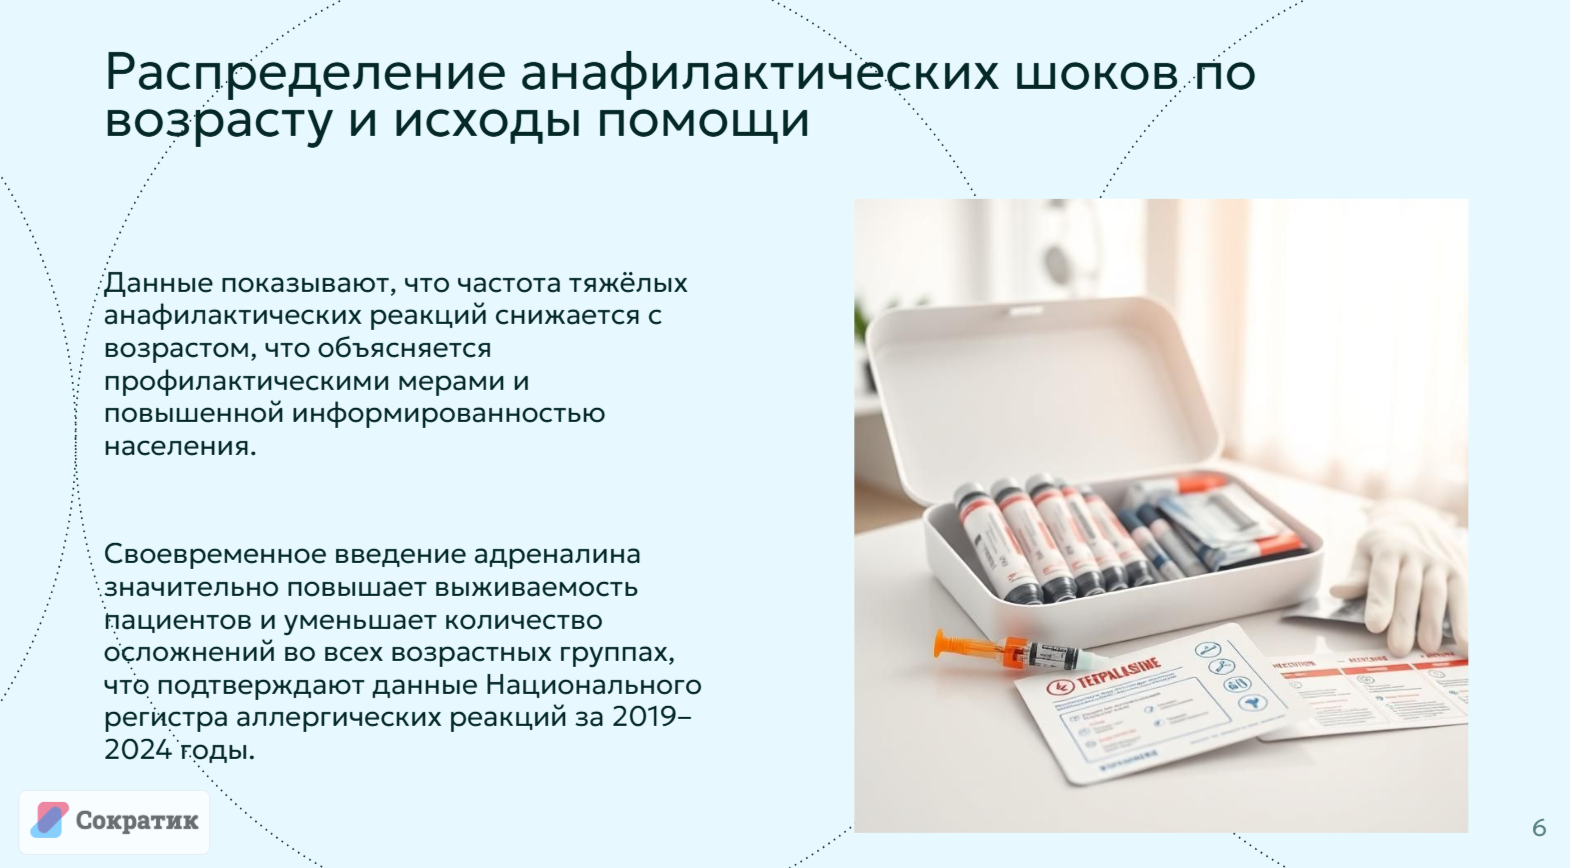 Распределение анафилактических шоков по
возрасту и исходы помощи
Данные показывают, что частота тяжёлых
анафилактических реакций снижается с
возрастом, что объясняется
профилактическими мерами и
повышенной информированностью
населения.
Своевременное введение адреналина
значительно повышает выживаемость
пациентов и уменьшает количество
осложнений во всех возрастных группах,
что подтверждают данные Национального
регистра аллергических реакций за 2019–
2024 годы.
Сократик
6